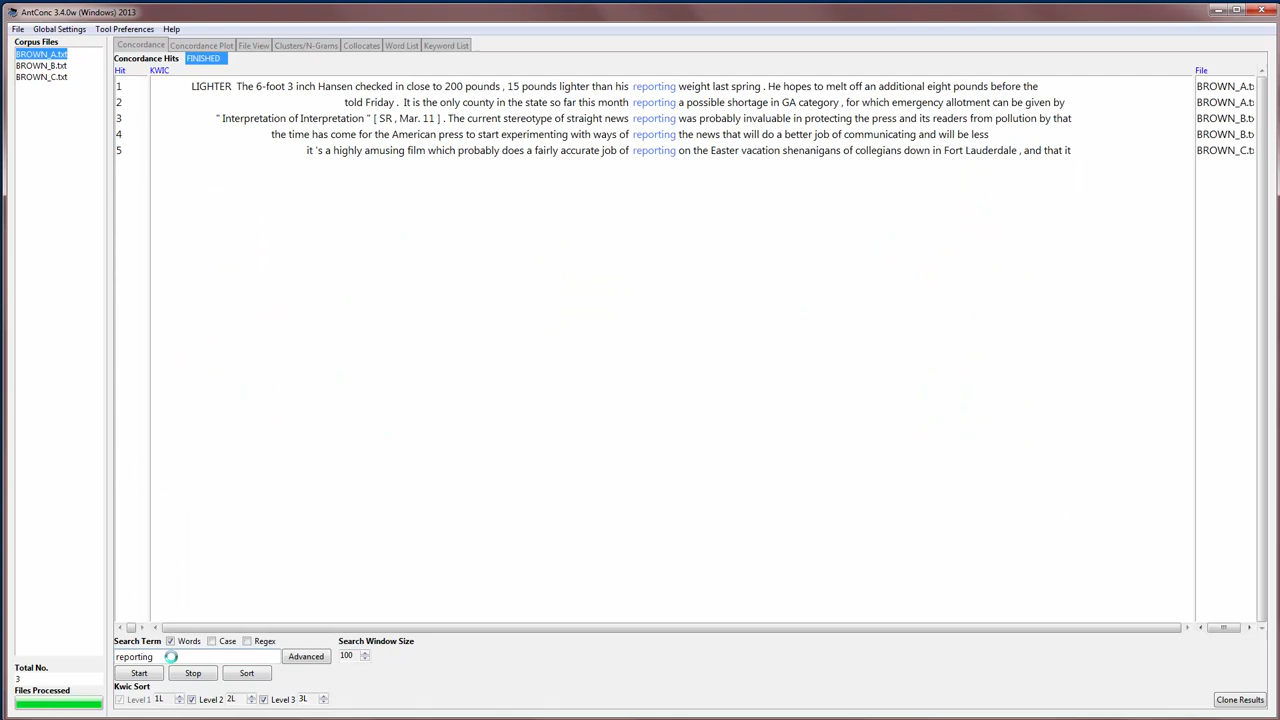 AntConc 3.4.0w (Windows) 2013
File Global Settings Tool Preferences Help
Corpus Files
BROWN_A.txt
BROWN_B.txt
BROWN_C.txt
Total No.
3
Files Processed
Concordance Concordance Plot File View Clusters/N-Grams Collocates Word List Keyword List
Concordance Hits FINISHED
Hit KWIC File
1 LIGHTER The 6-foot 3 inch Hansen checked in close to 200 pounds , 15 pounds lighter than his reporting weight last spring . He hopes to melt off an additional eight pounds before the BROWN_A.t
2 told Friday . It is the only county in the state so far this month reporting a possible shortage in GA category , for which emergency allotment can be given by BROWN_A.t
3 " Interpretation of Interpretation " [ SR , Mar. 11 ] . The current stereotype of straight news reporting was probably invaluable in protecting the press and its readers from pollution by that BROWN_B.t
4 the time has come for the American press to start experimenting with ways of reporting the news that will do a better job of communicating and will be less BROWN_B.t
5 it 's a highly amusing film which probably does a fairly accurate job of reporting on the Easter vacation shenanigans of collegians down in Fort Lauderdale , and that it BROWN_C.t
Search Term Words Case Regex Search Window Size
reporting Advanced 100
Start Stop Sort
Kwic Sort
Level 1 1L Level 2 2L Level 3 3L Clone Results